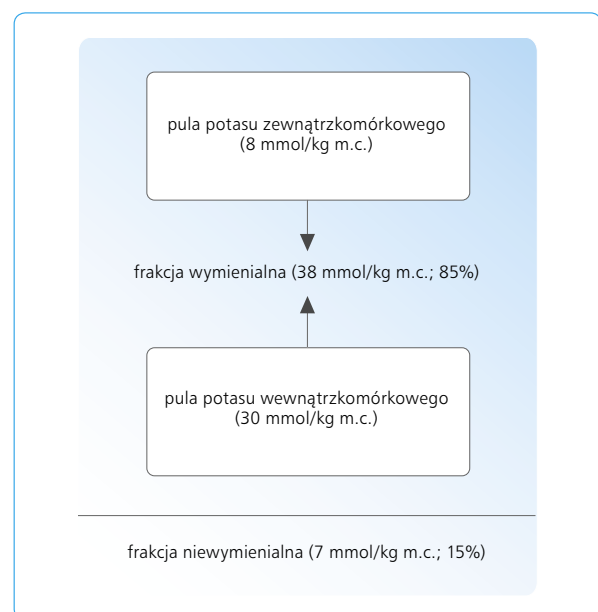 pula potasu zewnątrzkomórkowego
(8 mmol/kg m.c.)
frakcja wymienialna (38 mmol/kg m.c.; 85%)
pula potasu wewnątrzkomórkowego
(30 mmol/kg m.c.)
frakcja niewymienialna (7 mmol/kg m.c.; 15%)